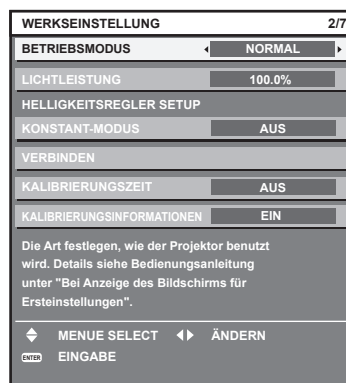 WERKSEINSTELLUNG 2/7
BETRIEBSMODUS NORMAL
LICHTLEISTUNG 100.0%
HELLIGKEITSREGLER SETUP
KONSTANT-MODUS AUS
VERBINDEN
KALIBRIERUNGSZEIT AUS
KALIBRIERUNGSINFORMATIONEN EIN
Die Art festlegen, wie der Projektor benutzt
wird. Details siehe Bedienungsanleitung
unter "Bei Anzeige des Bildschirms für
Ersteinstellungen".
MENUE SELECT ÄNDERN
ENTER EINGABE